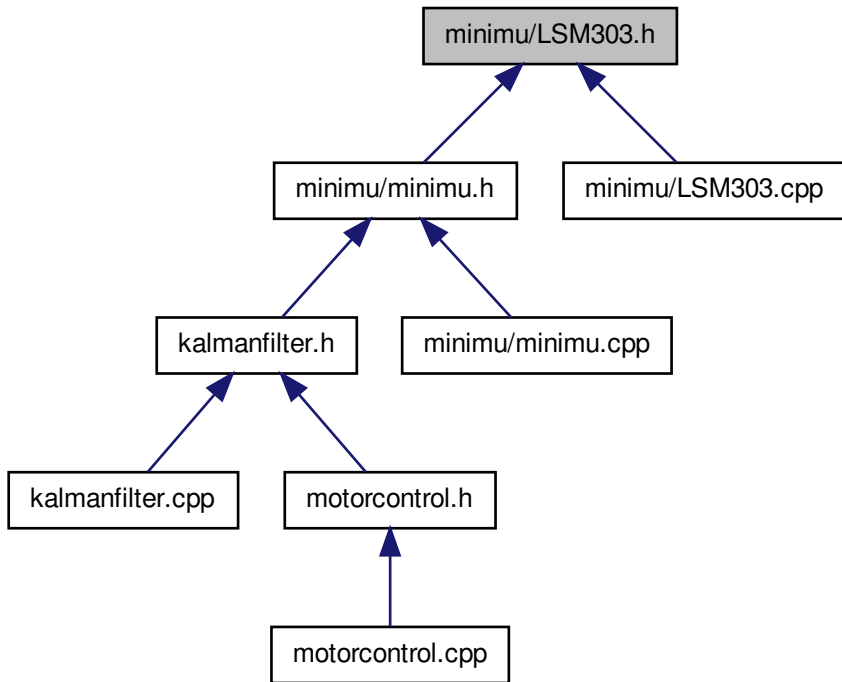 minimu/LSM303.h
minimu/minimu.h
minimu/LSM303.cpp
kalmanfilter.h
minimu/minimu.cpp
kalmanfilter.cpp
motorcontrol.h
motorcontrol.cpp